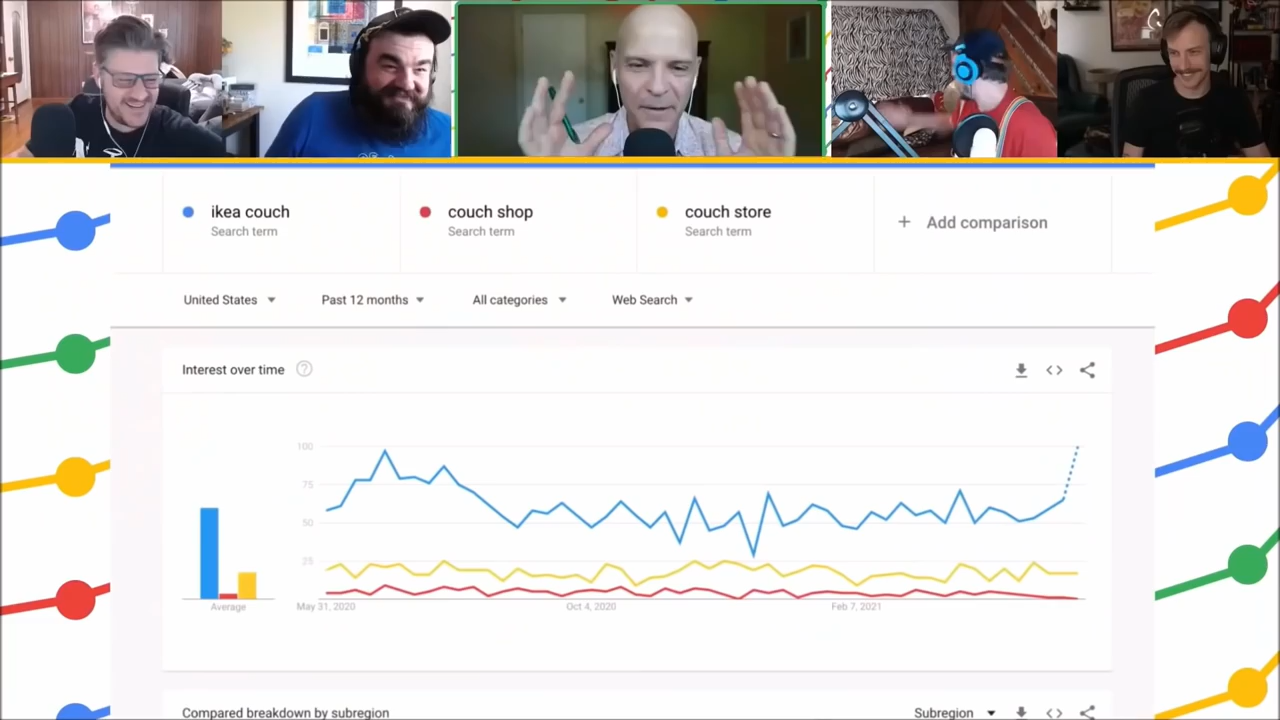 ikea couch
Search term
couch shop
Search term
couch store
Search term
+ Add comparison
United States
Past 12 months
All categories
Web Search
Interest over time
?
100
75
50
25
Average
May 31, 2020
Oct 4, 2020
Feb 7, 2021
Compared breakdown by subregion
Subregion